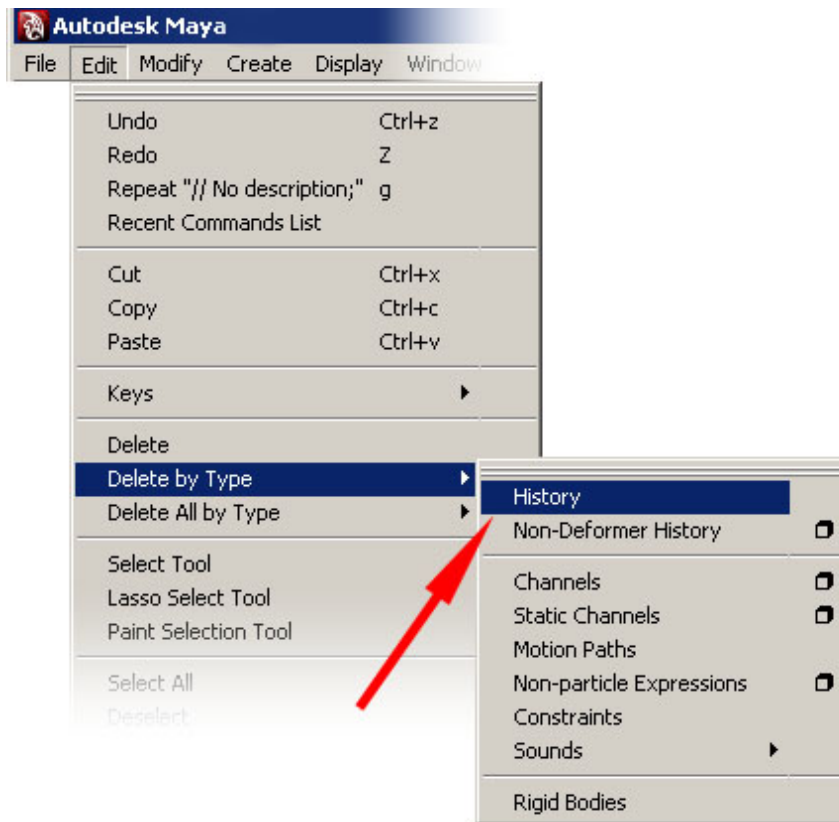 Autodesk Maya
File Edit Modify Create Display Window
Undo Ctrl+z
Redo Z
Repeat "// No description;" g
Recent Commands List
Cut Ctrl+x
Copy Ctrl+c
Paste Ctrl+v
Keys
Delete
Delete by Type
Delete All by Type
Select Tool
Lasso Select Tool
Paint Selection Tool
Select All
Deselect
History
Non-Deformer History
Channels
Static Channels
Motion Paths
Non-particle Expressions
Constraints
Sounds
Rigid Bodies